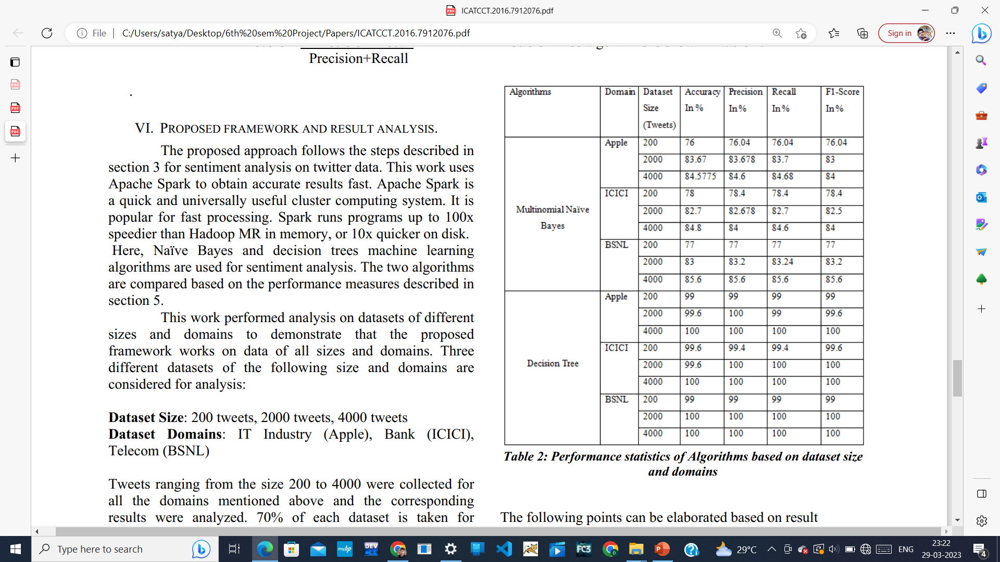 ICATCCT.2016.7912076.pdf
File
C:/Users/satya/Desktop/6th%20sem%20Project/Papers/ICATCCT.2016.7912076.pdf
Sign in
Precision+Recall
.
VI. PROPOSED FRAMEWORK AND RESULT ANALYSIS.
The proposed approach follows the steps described in
section 3 for sentiment analysis on twitter data. This work uses
Apache Spark to obtain accurate results fast. Apache Spark is
a quick and universally useful cluster computing system. It is
popular for fast processing. Spark runs programs up to 100x
speedier than Hadoop MR in memory, or 10x quicker on disk.
Here, Naïve Bayes and decision trees machine learning
algorithms are used for sentiment analysis. The two algorithms
are compared based on the performance measures described in
section 5.
This work performed analysis on datasets of different
sizes and domains to demonstrate that the proposed
framework works on data of all sizes and domains. Three
different datasets of the following size and domains are
considered for analysis:
Dataset Size: 200 tweets, 2000 tweets, 4000 tweets
Dataset Domains: IT Industry (Apple), Bank (ICICI),
Telecom (BSNL)
Tweets ranging from the size 200 to 4000 were collected for
all the domains mentioned above and the corresponding
results were analyzed. 70% of each dataset is taken for
Algorithms Domain Dataset Accuracy Precision Recall F1-Score
Size In % In % In % In %
(Tweets)
Apple 200 76 76.04 76.04 76.04
2000 83.67 83.678 83.7 83
4000 84.5775 84.6 84.68 84
ICICI 200 78 78.4 78.4 78.4
Multinomial Naïve 2000 82.7 82.678 82.7 82.5
Bayes 4000 84.8 84 84.6 84
BSNL 200 77 77 77 77
2000 83 83.2 83.24 83.2
4000 85.6 85.6 85.6 85.6
Apple 200 99 99 99 99
2000 99.6 100 99 99.6
4000 100 100 100 100
ICICI 200 99.6 99.4 99.4 99.6
Decision Tree 2000 99.6 100 100 100
4000 100 100 100 100
BSNL 200 99 99 99 99
2000 100 100 100 100
4000 100 100 100 100
Table 2: Performance statistics of Algorithms based on dataset size
and domains
The following points can be elaborated based on result
Type here to search
29°C
ENG
23:22
29-03-2023
4